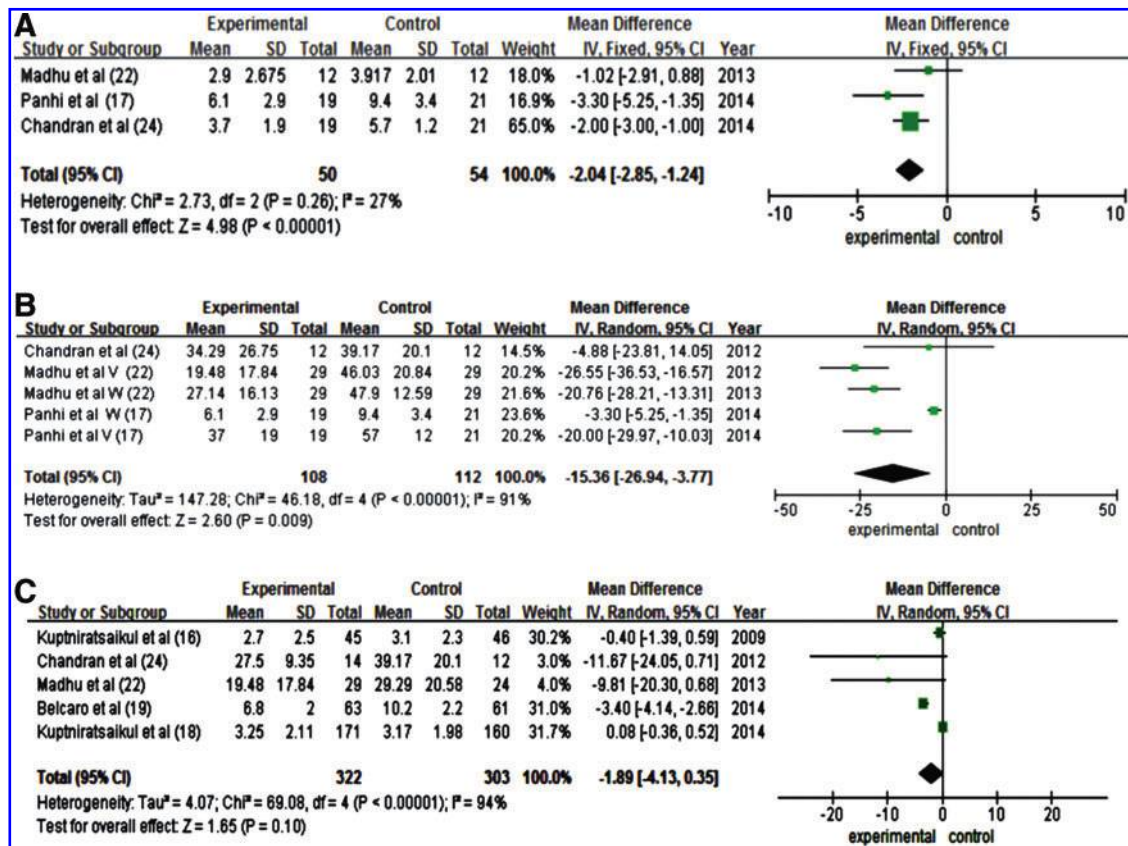 A
Experimental Control Mean Difference Mean Difference
Study or Subgroup Mean SD Total Mean SD Total Weight IV, Fixed, 95% CI Year IV, Fixed, 95% CI
Madhu et al (22) 2.9 2.675 12 3.917 2.01 12 18.0% -1.02 [-2.91, 0.88] 2013
Panhi et al (17) 6.1 2.9 19 9.4 3.4 21 16.9% -3.30 [-5.25, -1.35] 2014
Chandran et al (24) 3.7 1.9 19 5.7 1.2 21 65.0% -2.00 [-3.00, -1.00] 2014
Total (95% CI) 50 54 100.0% -2.04 [-2.85, -1.24]
Heterogeneity: Chi² = 2.73, df = 2 (P = 0.26); I² = 27%
Test for overall effect: Z = 4.98 (P < 0.00001)
-10 -5 0 5 10
experimental control
B
Experimental Control Mean Difference Mean Difference
Study or Subgroup Mean SD Total Mean SD Total Weight IV, Random, 95% CI Year IV, Random, 95% CI
Chandran et al (24) 34.29 26.75 12 39.17 20.1 12 14.5% -4.88 [-23.81, 14.05] 2012
Madhu et al V (22) 19.48 17.84 29 46.03 20.84 29 20.2% -26.55 [-36.53, -16.57] 2012
Madhu et al W (22) 27.14 16.13 29 47.9 12.59 29 21.6% -20.76 [-28.21, -13.31] 2013
Panhi et al W (17) 6.1 2.9 19 9.4 3.4 21 23.6% -3.30 [-5.25, -1.35] 2014
Panhi et al V (17) 37 19 19 57 12 21 20.2% -20.00 [-29.97, -10.03] 2014
Total (95% CI) 108 112 100.0% -15.36 [-26.94, -3.77]
Heterogeneity: Tau² = 147.28; Chi² = 46.18, df = 4 (P < 0.00001); I² = 91%
Test for overall effect: Z = 2.60 (P = 0.009)
-50 -25 0 25 50
experimental control
C
Experimental Control Mean Difference Mean Difference
Study or Subgroup Mean SD Total Mean SD Total Weight IV, Random, 95% CI Year IV, Random, 95% CI
Kuptniratsaikul et al (16) 2.7 2.5 45 3.1 2.3 46 30.2% -0.40 [-1.39, 0.59] 2009
Chandran et al (24) 27.5 9.35 14 39.17 20.1 12 3.0% -11.67 [-24.05, 0.71] 2012
Madhu et al (22) 19.48 17.84 29 29.29 20.58 24 4.0% -9.81 [-20.30, 0.68] 2013
Belcaro et al (19) 6.8 2 63 10.2 2.2 61 31.0% -3.40 [-4.14, -2.66] 2014
Kuptniratsaikul et al (18) 3.25 2.11 171 3.17 1.98 160 31.7% 0.08 [-0.36, 0.52] 2014
Total (95% CI) 322 303 100.0% -1.89 [-4.13, 0.35]
Heterogeneity: Tau² = 4.07; Chi² = 69.08, df = 4 (P < 0.00001); I² = 94%
Test for overall effect: Z = 1.65 (P = 0.10)
-20 -10 0 10 20
experimental control